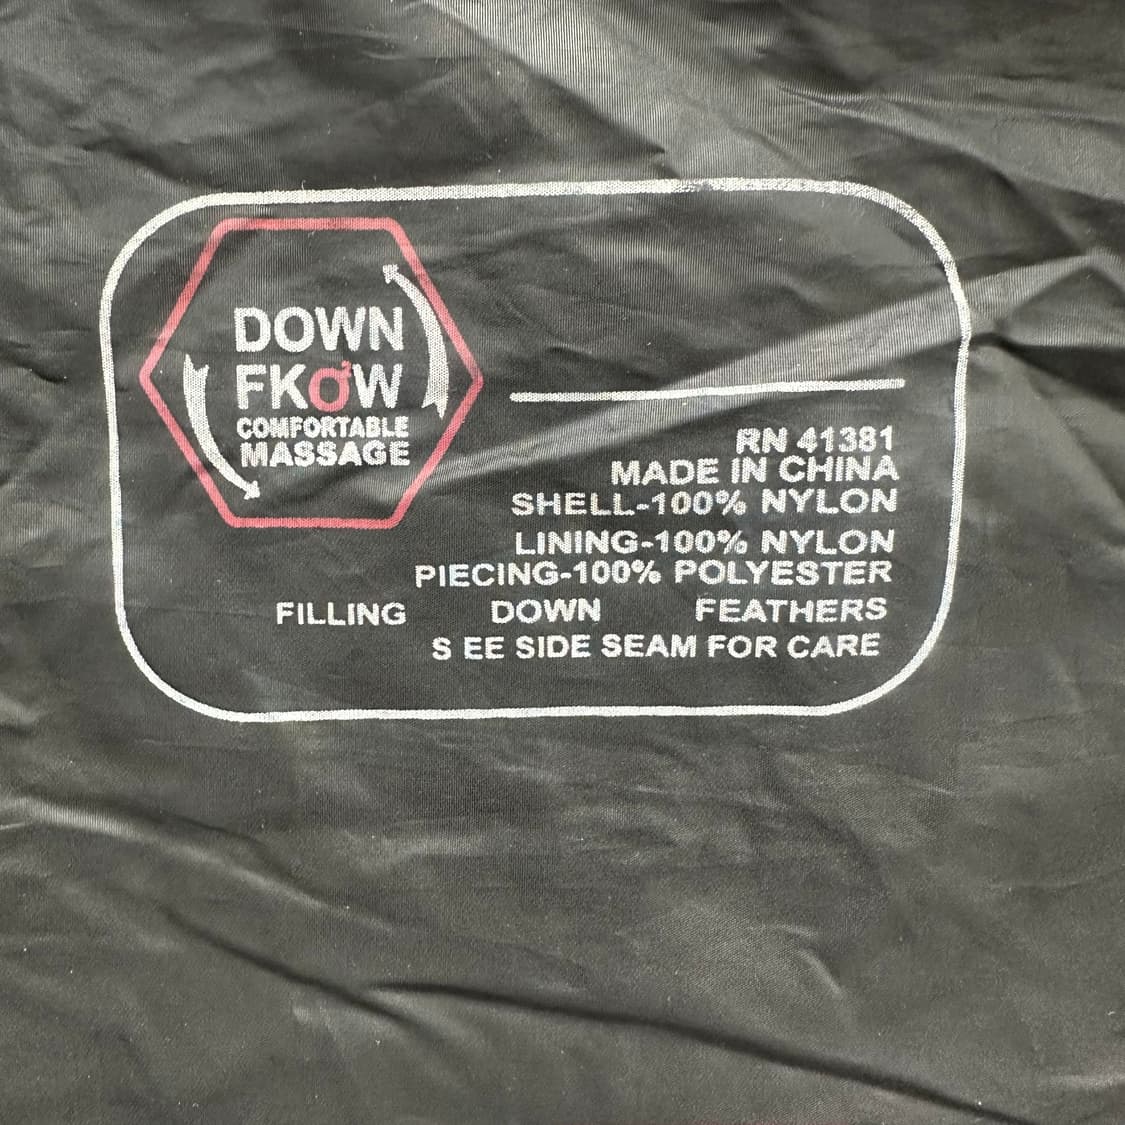 DOWN
FKOW
COMFORTABLE
MASSAGE
RN 41381
MADE IN CHINA
SHELL-100% NYLON
LINING-100% NYLON
PIECING-100% POLYESTER
FILLING DOWN FEATHERS
S EE SIDE SEAM FOR CARE